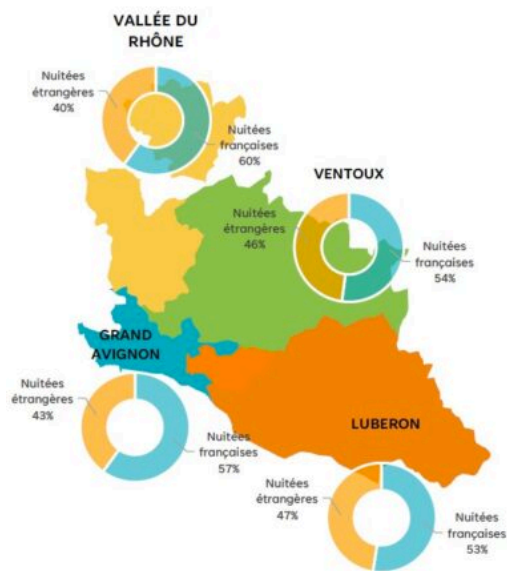 VALLÉE DU
RHÔNE
Nuitées
étrangères
40%
Nuitées
françaises
60%
VENTOUX
Nuitées
étrangères
46%
Nuitées
françaises
54%
GRAND
AVIGNON
Nuitées
étrangères
43%
Nuitées
françaises
57%
LUBERON
Nuitées
étrangères
47%
Nuitées
françaises
53%